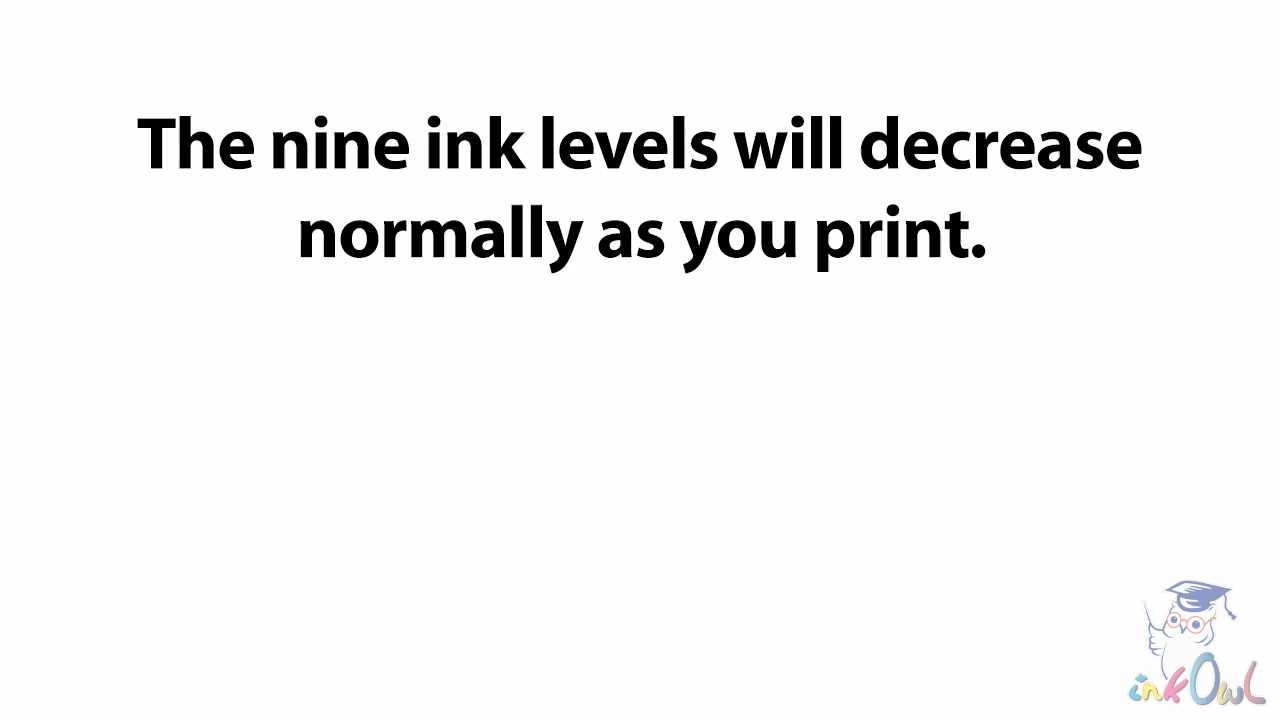 The nine ink levels will decrease
normally as you print.
inkOwl